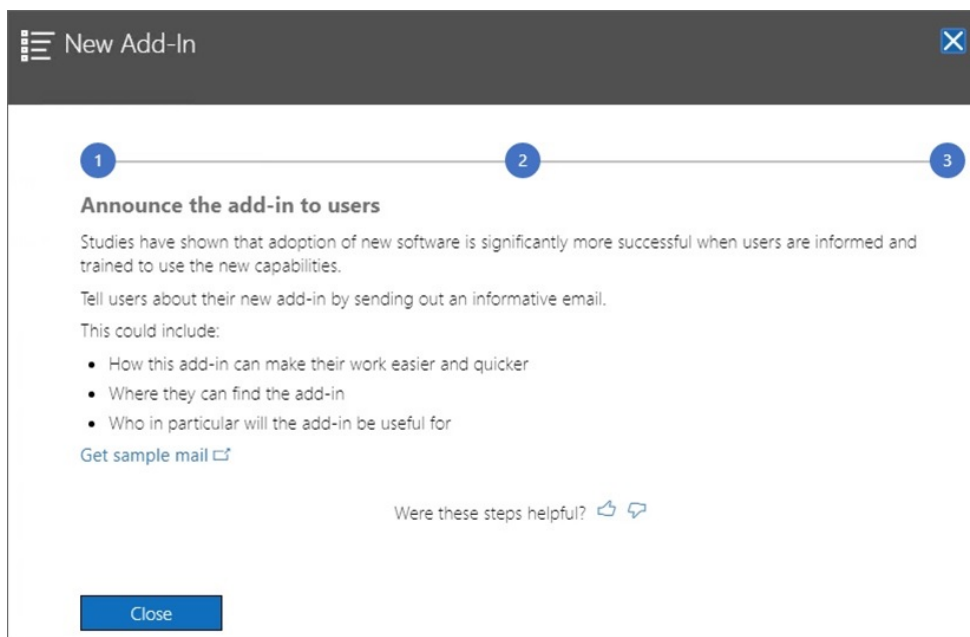 New Add-In
1
2
3
Announce the add-in to users
Studies have shown that adoption of new software is significantly more successful when users are informed and
trained to use the new capabilities.
Tell users about their new add-in by sending out an informative email.
This could include:
• How this add-in can make their work easier and quicker
• Where they can find the add-in
• Who in particular will the add-in be useful for
Get sample mail
Were these steps helpful?
Close